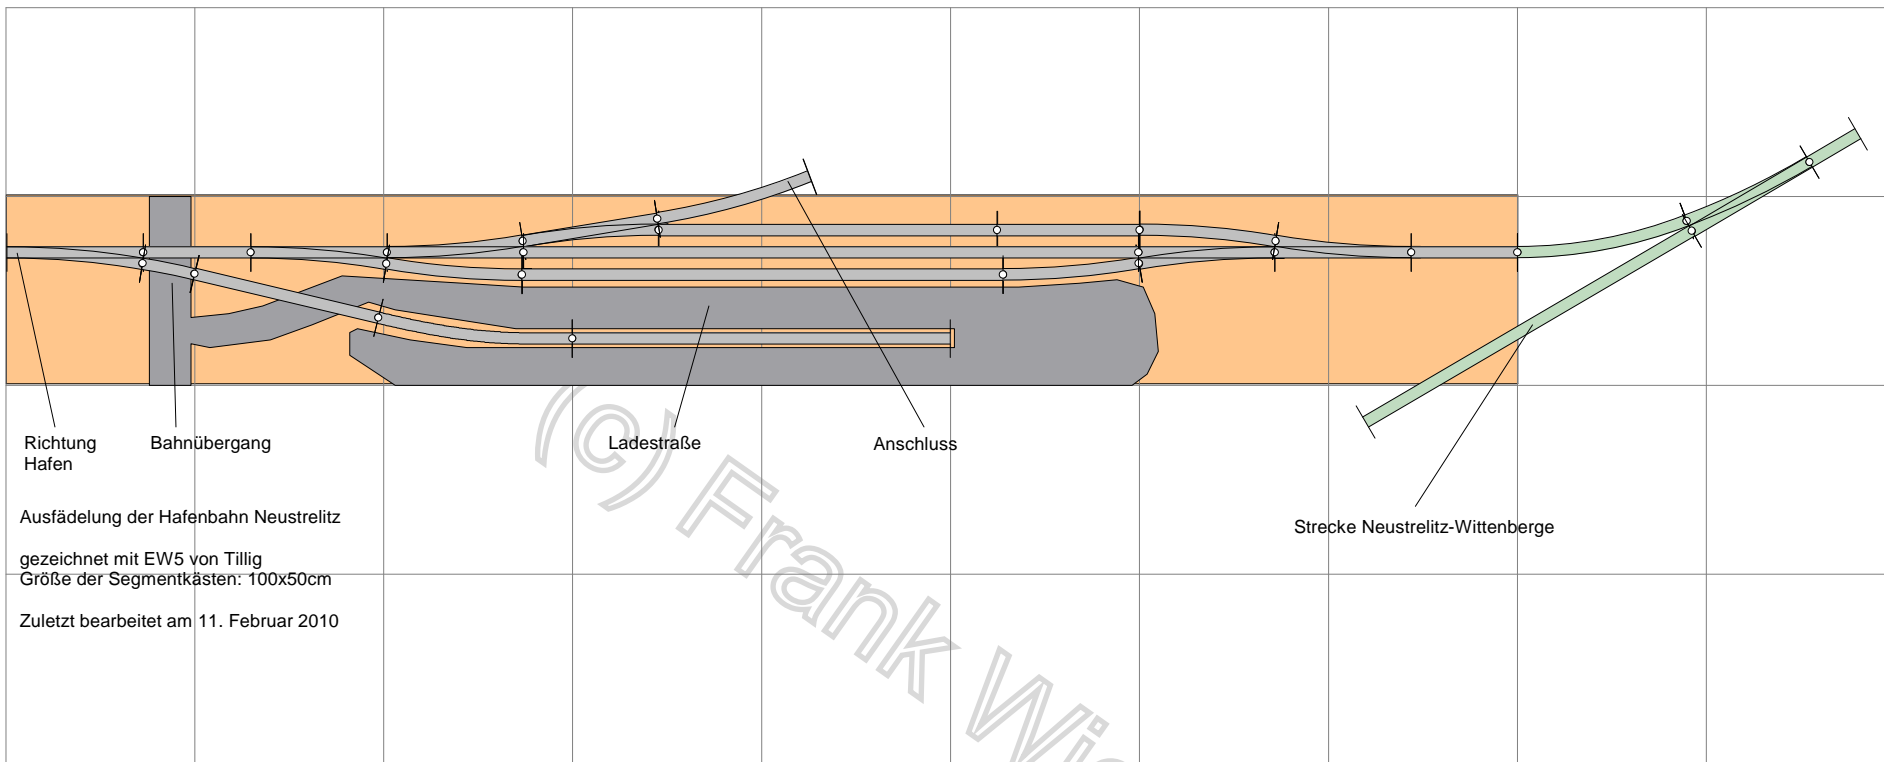 Richtung
Hafen
Bahnübergang
Ladestraße
Anschluss
Strecke Neustrelitz-Wittenberge
Ausfädelung der Hafenbahn Neustrelitz
gezeichnet mit EW5 von Tillig
Größe der Segmentkästen: 100x50cm
Zuletzt bearbeitet am 11. Februar 2010
(c) Frank